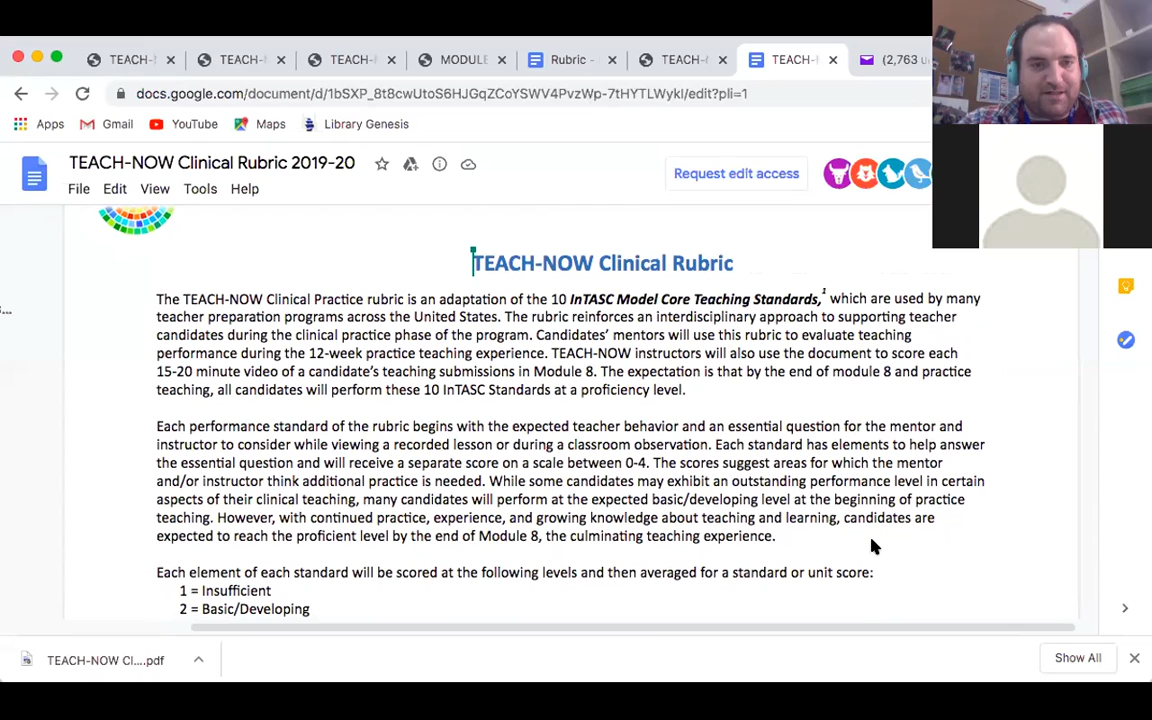 TEACH-
TEACH-
TEACH-
MODULE
Rubric -
TEACH-
TEACH-
(2,763 u
docs.google.com/document/d/1bSXP_8t8cwUtoS6HJGqZCoYSWV4PvzWp-7tHYTLWykI/edit?pli=1
Apps Gmail YouTube Maps Library Genesis
TEACH-NOW Clinical Rubric 2019-20
Request edit access
File Edit View Tools Help
TEACH-NOW Clinical Rubric
The TEACH-NOW Clinical Practice rubric is an adaptation of the 10 InTASC Model Core Teaching Standards,1 which are used by many
teacher preparation programs across the United States. The rubric reinforces an interdisciplinary approach to supporting teacher
candidates during the clinical practice phase of the program. Candidates' mentors will use this rubric to evaluate teaching
performance during the 12-week practice teaching experience. TEACH-NOW instructors will also use the document to score each
15-20 minute video of a candidate's teaching submissions in Module 8. The expectation is that by the end of module 8 and practice
teaching, all candidates will perform these 10 InTASC Standards at a proficiency level.
Each performance standard of the rubric begins with the expected teacher behavior and an essential question for the mentor and
instructor to consider while viewing a recorded lesson or during a classroom observation. Each standard has elements to help answer
the essential question and will receive a separate score on a scale between 0-4. The scores suggest areas for which the mentor
and/or instructor think additional practice is needed. While some candidates may exhibit an outstanding performance level in certain
aspects of their clinical teaching, many candidates will perform at the expected basic/developing level at the beginning of practice
teaching. However, with continued practice, experience, and growing knowledge about teaching and learning, candidates are
expected to reach the proficient level by the end of Module 8, the culminating teaching experience.
Each element of each standard will be scored at the following levels and then averaged for a standard or unit score:
1 = Insufficient
2 = Basic/Developing
s...
TEACH-NOW Cl....pdf
Show All